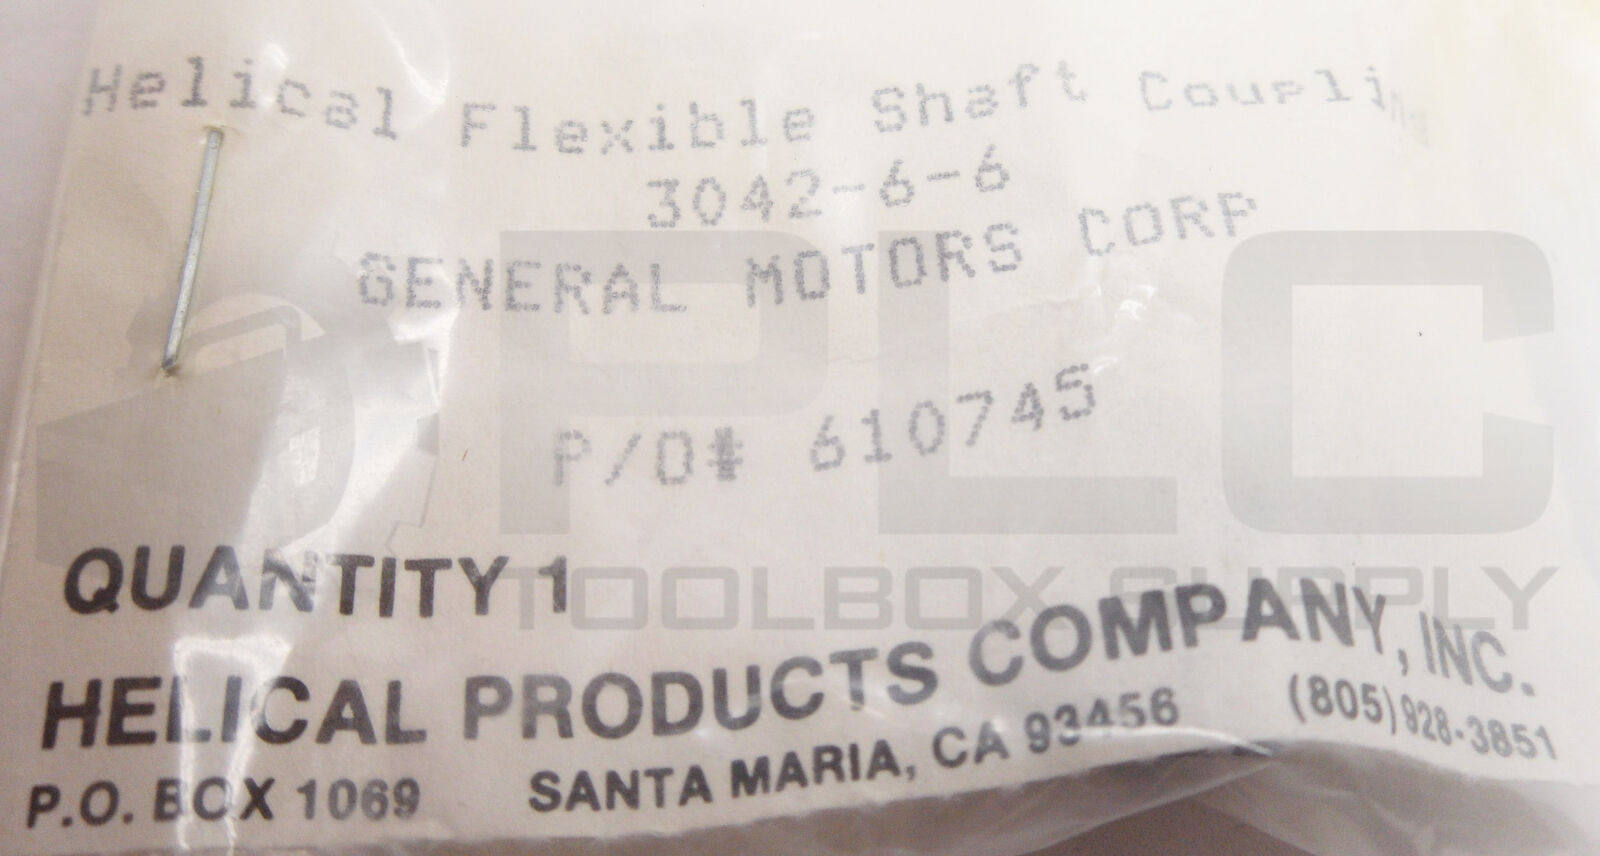 Helical Flexible Shaft Coupling
3042-6-6
GENERAL MOTORS CORP
P/O# 610745
QUANTITY 1
HELICAL PRODUCTS COMPANY, INC.
P.O. BOX 1069 SANTA MARIA, CA 93456 (805) 928-3851
PLC
TOOLBOX SUPPLY